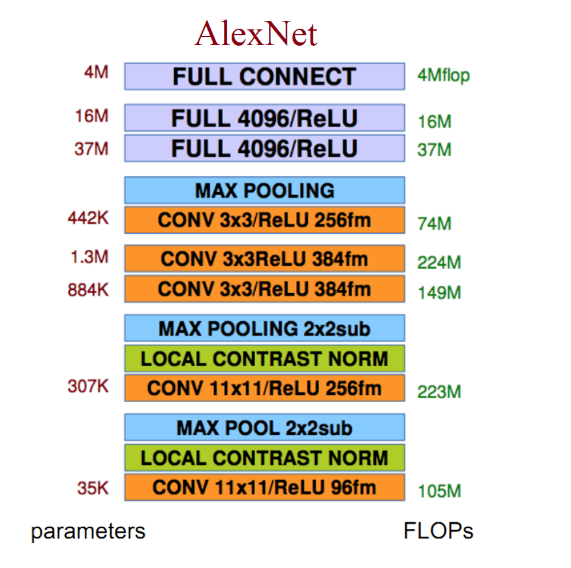 AlexNet
4M FULL CONNECT 4Mflop
16M FULL 4096/ReLU 16M
37M FULL 4096/ReLU 37M
MAX POOLING
442K CONV 3x3/ReLU 256fm 74M
1.3M CONV 3x3ReLU 384fm 224M
884K CONV 3x3/ReLU 384fm 149M
MAX POOLING 2x2sub
LOCAL CONTRAST NORM
307K CONV 11x11/ReLU 256fm 223M
MAX POOL 2x2sub
LOCAL CONTRAST NORM
35K CONV 11x11/ReLU 96fm 105M
parameters FLOPs